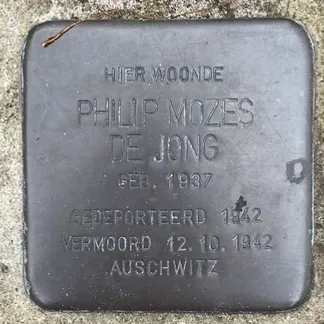 HIER WOONDE
PHILIP MOZES
DE JONG
GEB. 1937
GEDEPORTEERD 1942
VERMOORD 12.10.1942
AUSCHWITZ